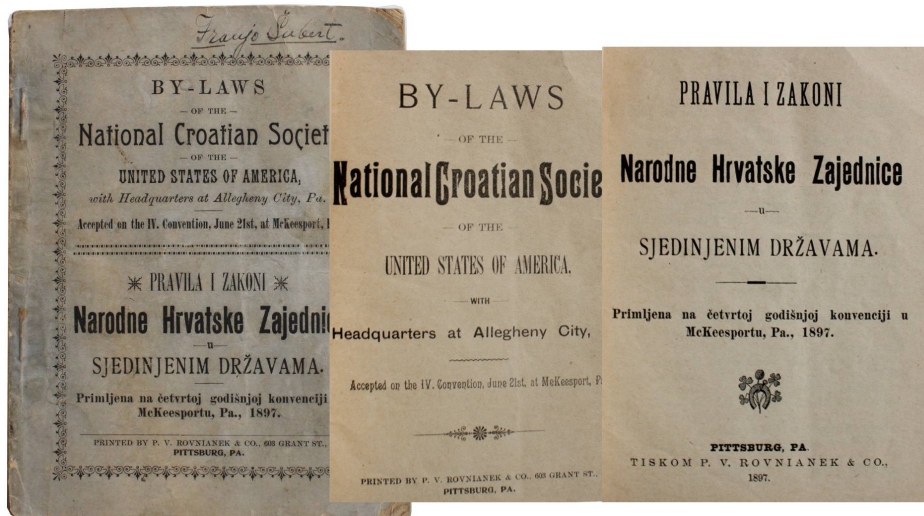 Franjo Šubert.
BY-LAWS
— OF THE —
National Croatian Societ
— OF THE —
UNITED STATES OF AMERICA,
with Headquarters at Allegheny City, Pa.
Accepted on the IV. Convention, June 21st, at McKeesport, P
PRAVILA I ZAKONI
Narodne Hrvatske Zajedni
—u—
SJEDINJENIM DRŽAVAMA.
Primljena na četvrtoj godišnjoj konvenciji
McKeesportu, Pa., 1897.
PRINTED BY P. V. ROVNIANEK & CO., 603 GRANT ST.,
PITTSBURG, PA.
BY-LAWS
— OF THE —
National Croatian Socie
— OF THE —
UNITED STATES OF AMERICA,
— WITH
Headquarters at Allegheny City,
Accepted on the IV. Convention, June 21st, at McKeesport, P
PRINTED BY P. V. ROVNIANEK & CO., 603 GRANT ST.,
PITTSBURG, PA.
PRAVILA I ZAKONI
Narodne Hrvatske Zajednice
—u—
SJEDINJENIM DRŽAVAMA.
Primljena na četvrtoj godišnjoj konvenciji u
McKeesportu, Pa., 1897.
PITTSBURG, PA.
TISKOM P. V. ROVNIANEK & CO.,
1897.